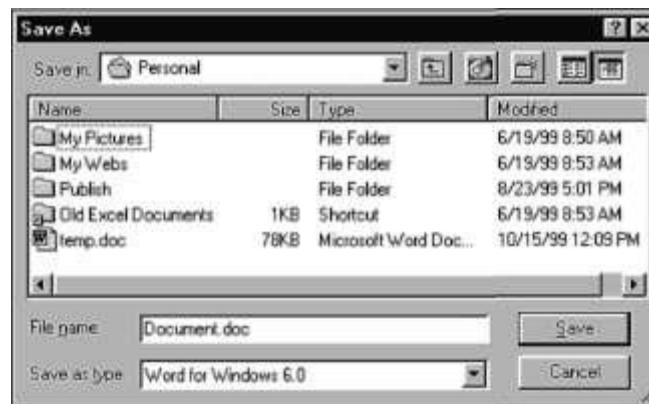 Save As
Save in: Personal
Name Size Type Modified
My Pictures File Folder 6/19/99 8:50 AM
My Webs File Folder 6/19/99 8:53 AM
Publish File Folder 8/23/99 5:01 PM
Old Excel Documents 1KB Shortcut 6/19/99 8:53 AM
temp.doc 78KB Microsoft Word Doc... 10/15/99 12:09 PM
File name: Document.doc Save
Save as type Word for Windows 6.0 Cancel